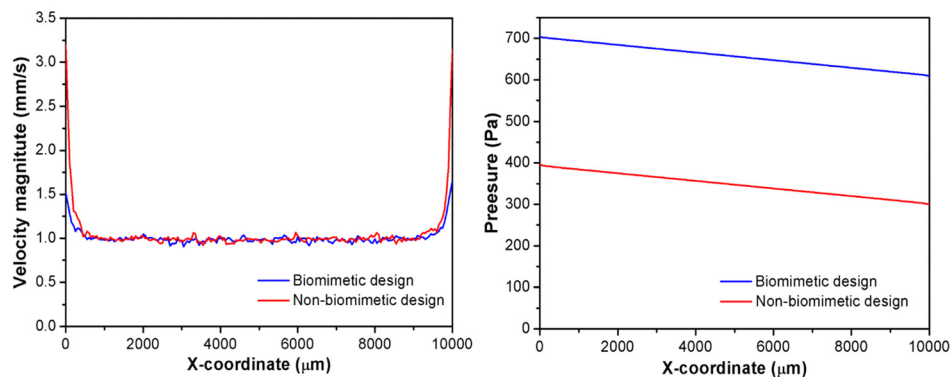 3.5
3.0
2.5
2.0
1.5
1.0
0.5
0.0
Velocity magnitute (mm/s)
Biomimetic design
Non-biomimetic design
0 2000 4000 6000 8000 10000
X-coordinate (μm)
700
600
500
400
300
200
100
0
Preesure (Pa)
Biomimetic design
Non-biomimetic design
0 2000 4000 6000 8000 10000
X-coordinate (μm)